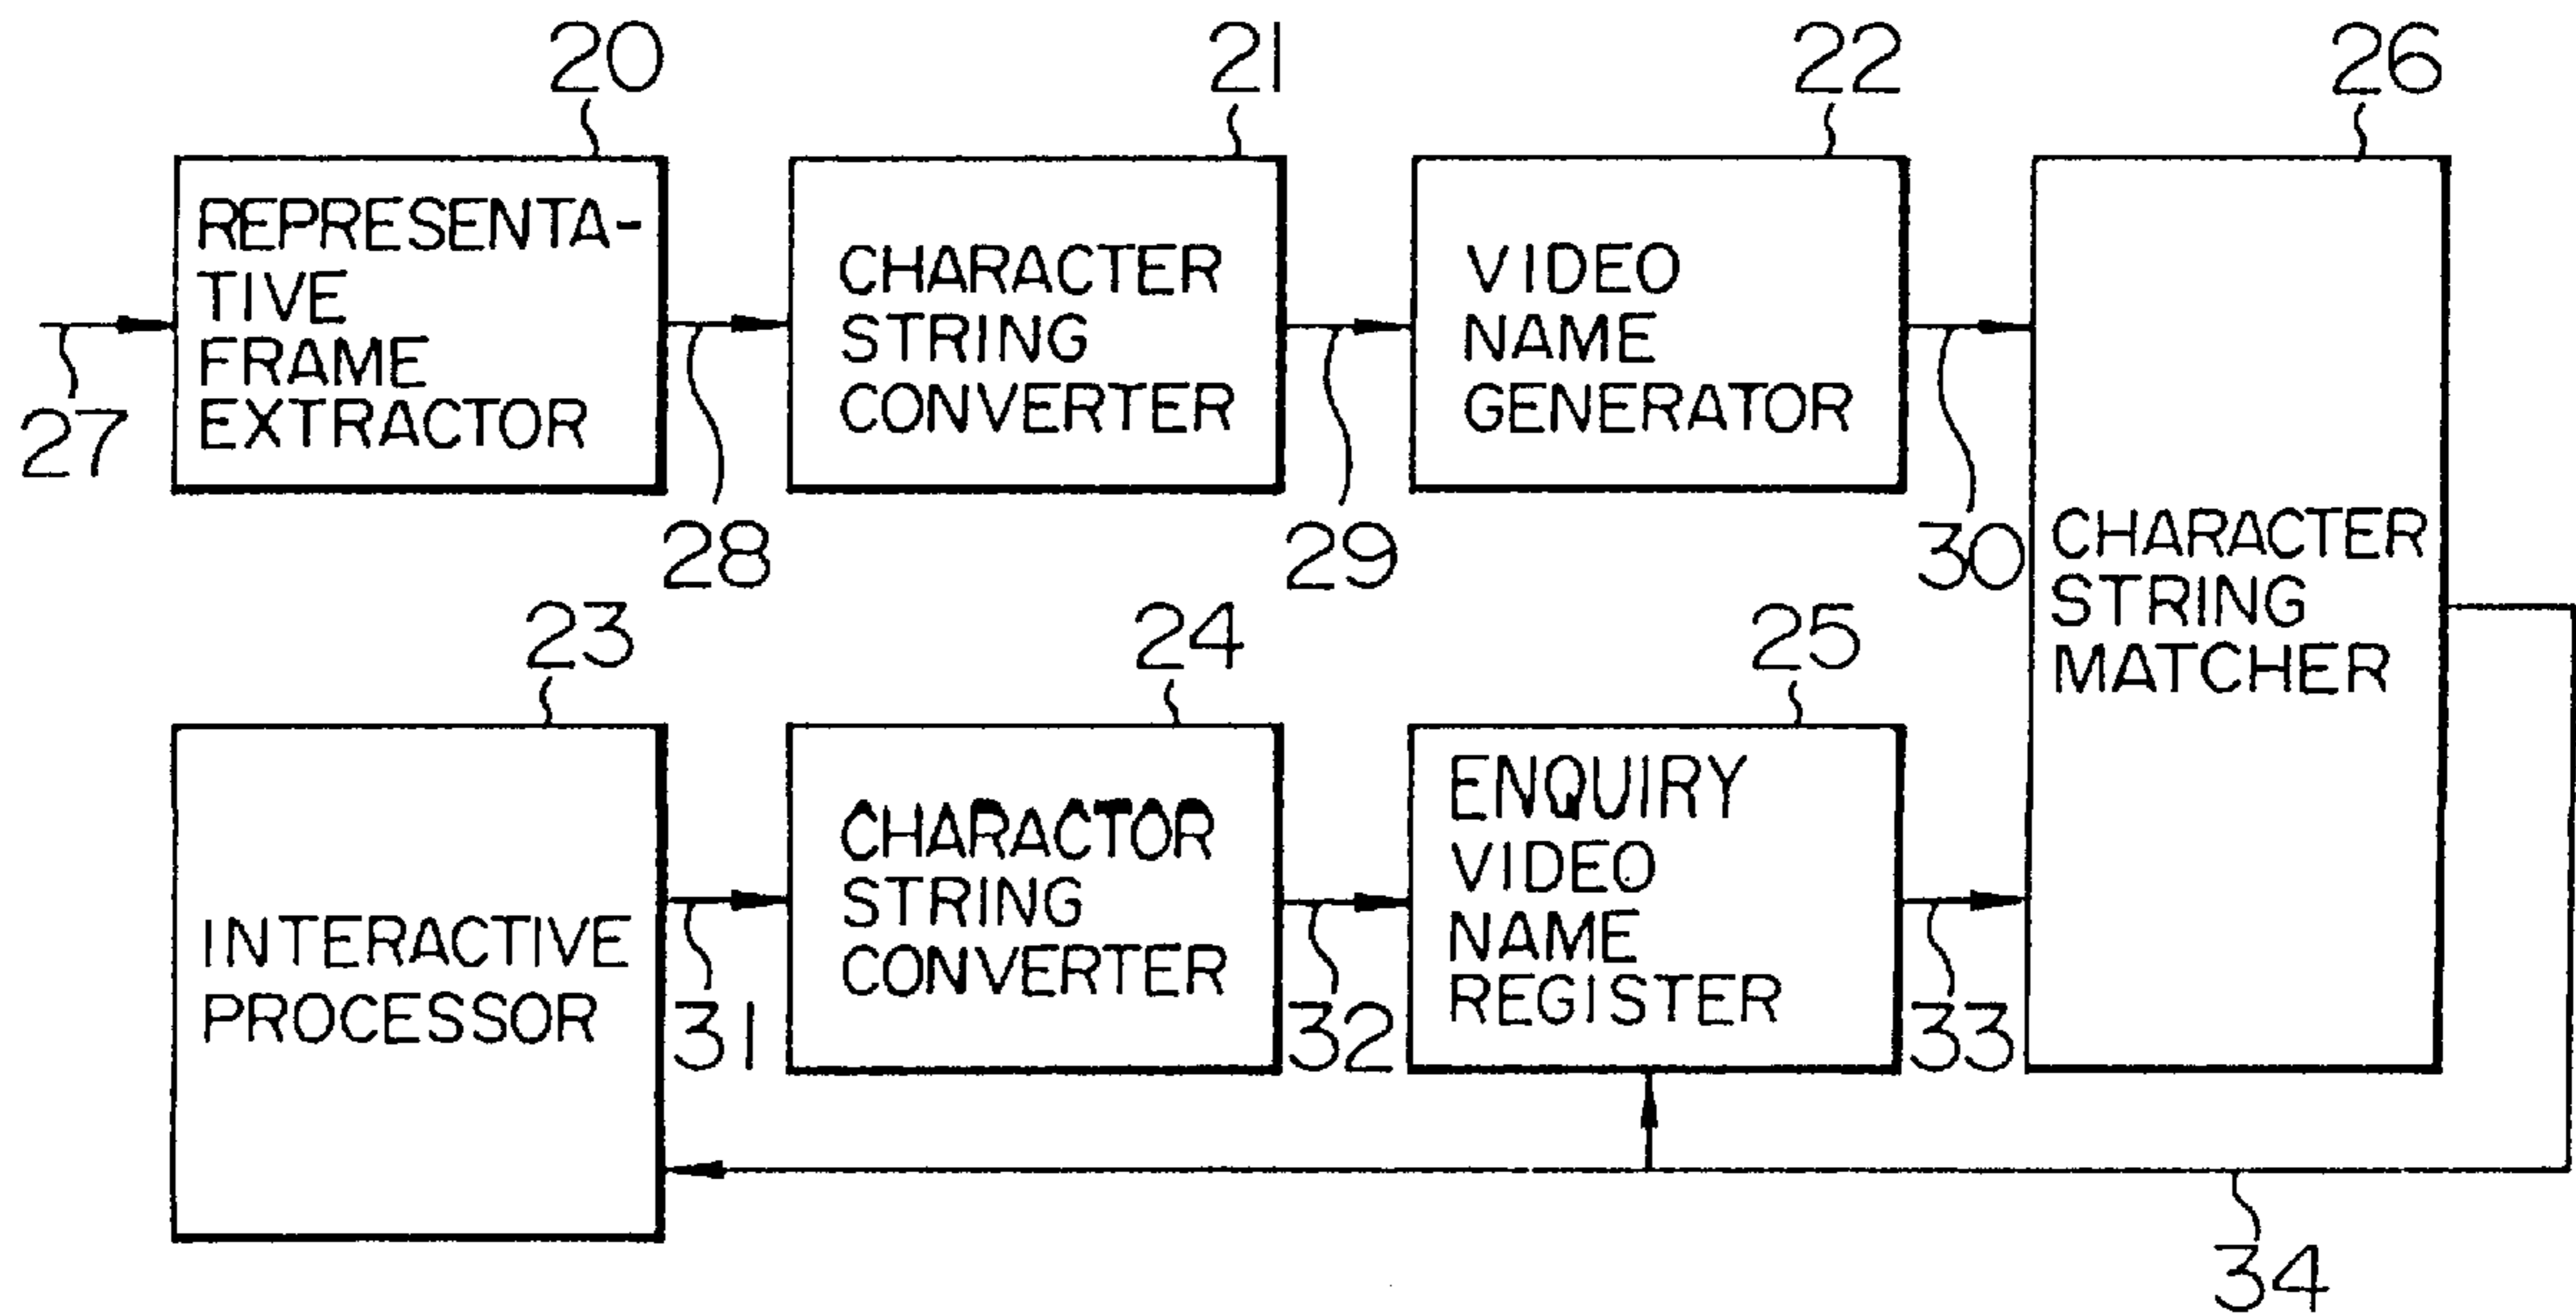 20
21
22
26
REPRESENTA-
TIVE
FRAME
EXTRACTOR
CHARACTER
STRING
CONVERTER
VIDEO
NAME
GENERATOR
27
28
29
30
CHARACTER
STRING
MATCHER
23
24
25
INTERACTIVE
PROCESSOR
CHARACTOR
STRING
CONVERTER
ENQUIRY
VIDEO
NAME
REGISTER
31
32
33
34